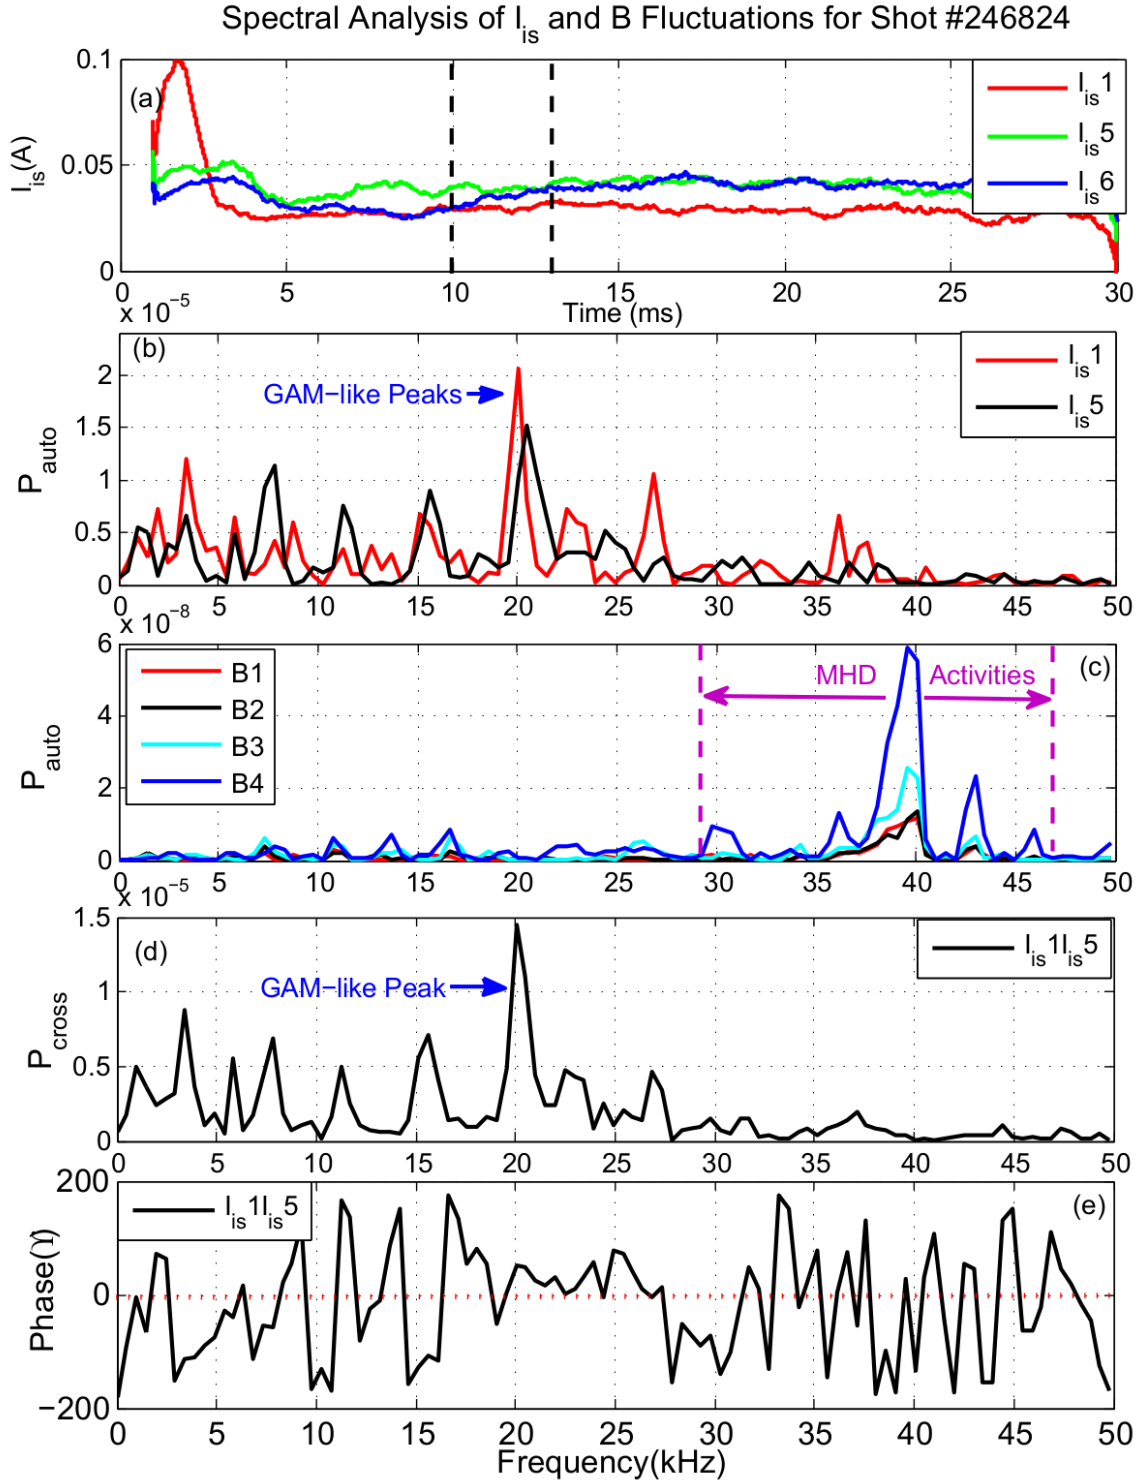 Spectral Analysis of I_is and B Fluctuations for Shot #246824
(a)
I_is(A)
0.1
0.05
0
I_is1
I_is5
I_is6
0 5 10 15 20 25 30
Time (ms)
x 10^−5
(b)
P_auto
2
1.5
1
0.5
0
GAM−like Peaks
I_is1
I_is5
0 5 10 15 20 25 30 35 40 45 50
x 10^−8
(c)
P_auto
6
4
2
0
B1
B2
B3
B4
MHD Activities
0 5 10 15 20 25 30 35 40 45 50
x 10^−5
(d)
P_cross
1.5
1
0.5
0
GAM−like Peak
I_is1I_is5
0 5 10 15 20 25 30 35 40 45 50
(e)
Phase(ϒ)
200
0
−200
I_is1I_is5
0 5 10 15 20 25 30 35 40 45 50
Frequency(kHz)